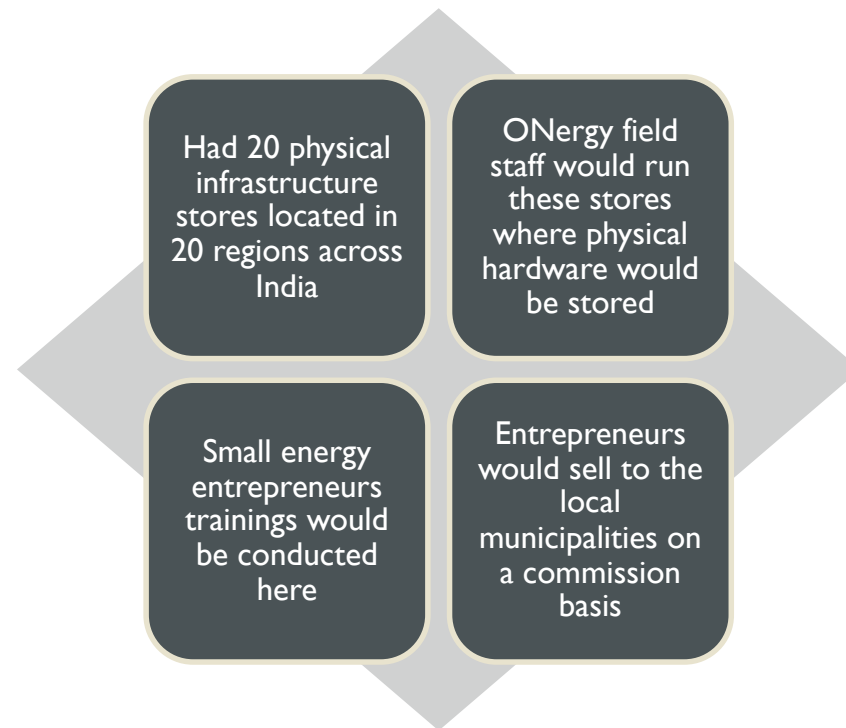 Had 20 physical
infrastructure
stores located in
20 regions across
India
ONergy field
staff would run
these stores
where physical
hardware would
be stored
Small energy
entrepreneurs
trainings would
be conducted
here
Entrepreneurs
would sell to the
local
municipalities on
a commission
basis